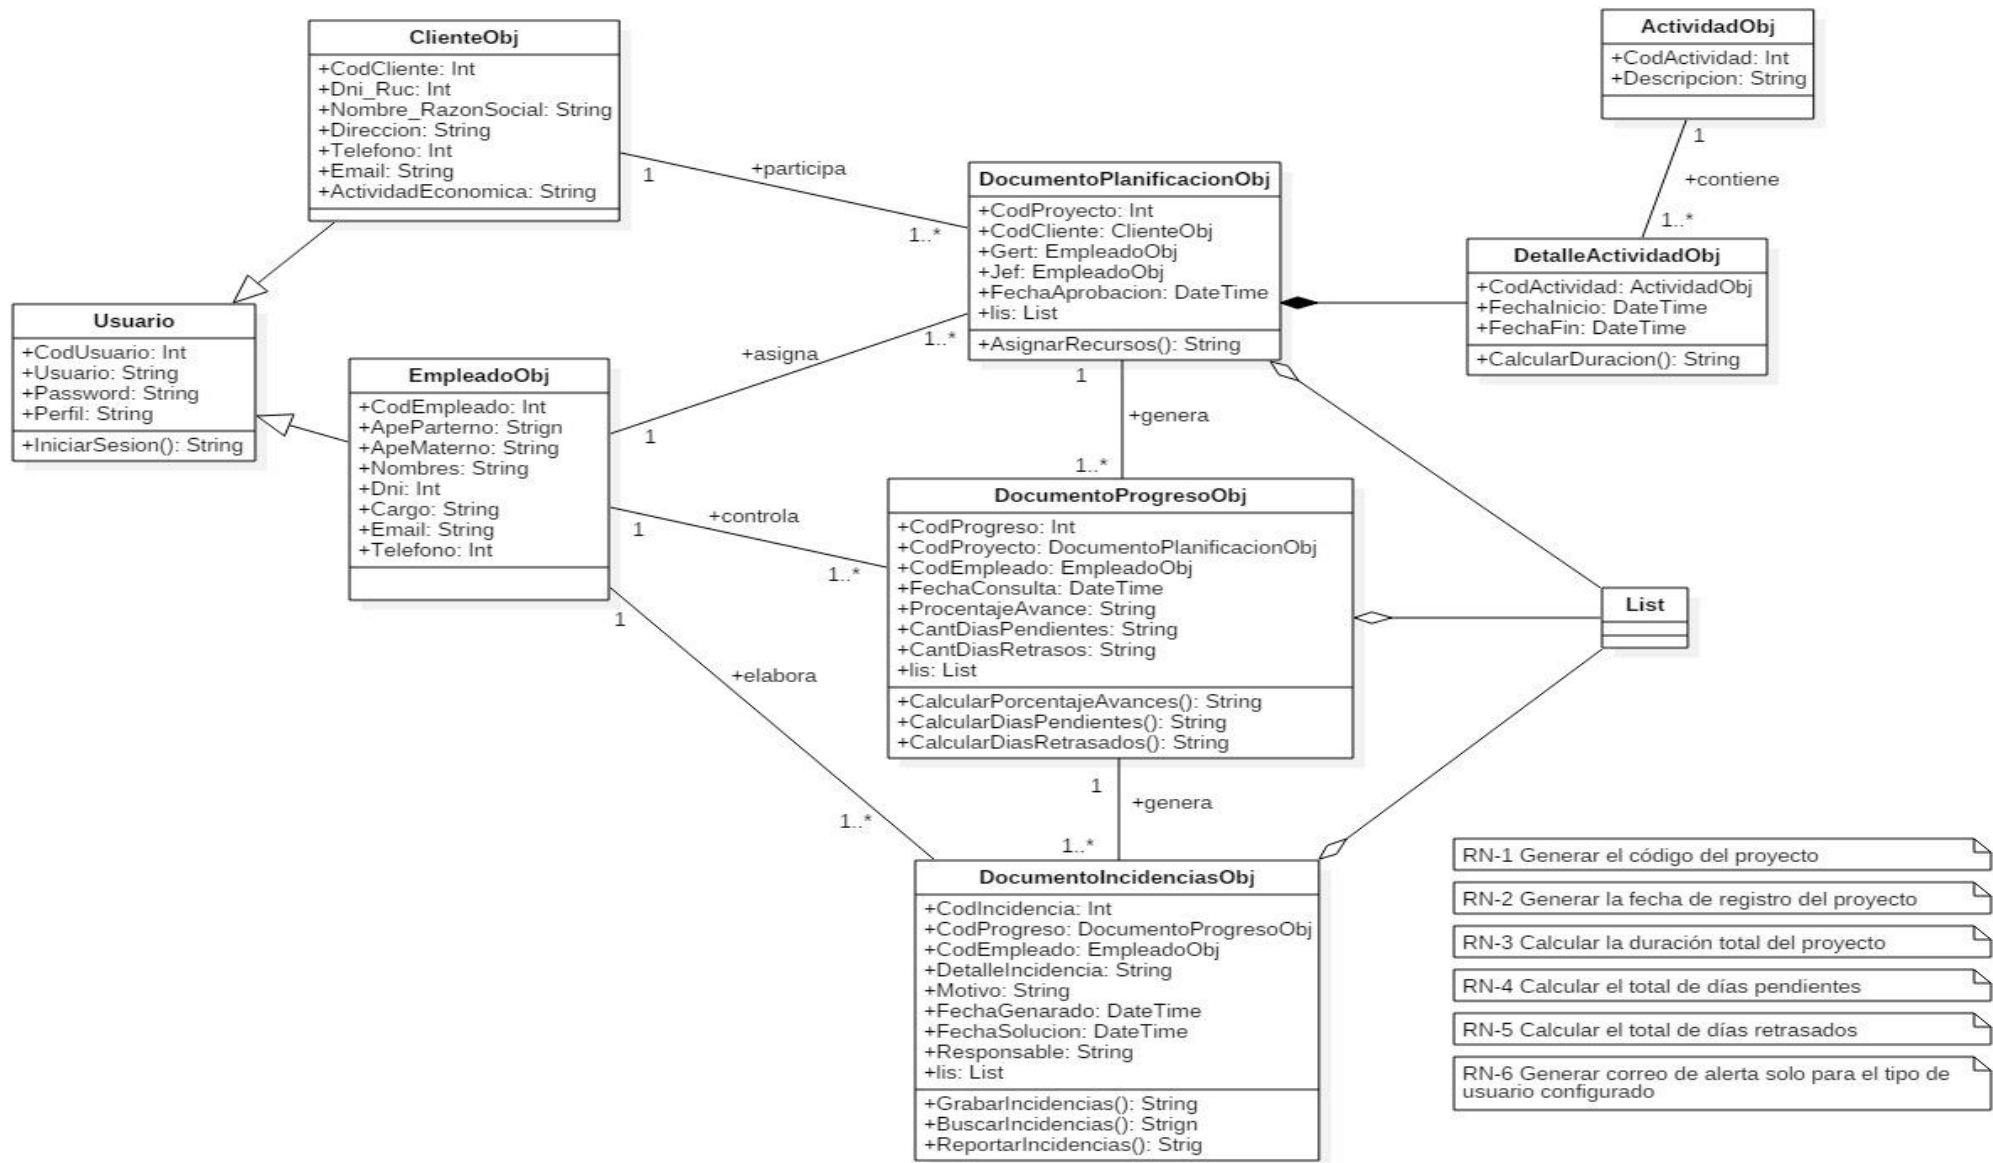 ClienteObj
+CodCliente: Int
+Dni_Ruc: Int
+Nombre_RazonSocial: String
+Direccion: String
+Telefono: Int
+Email: String
+ActividadEconomica: String
ActividadObj
+CodActividad: Int
+Descripcion: String
1
+participa
1..*
1
+contiene
1..*
DocumentoPlanificacionObj
+CodProyecto: Int
+CodCliente: ClienteObj
+Gert: EmpleadoObj
+Jef: EmpleadoObj
+FechaAprobacion: DateTime
+lis: List
+AsignarRecursos(): String
DetalleActividadObj
+CodActividad: ActividadObj
+FechaInicio: DateTime
+FechaFin: DateTime
+CalcularDuracion(): String
Usuario
+CodUsuario: Int
+Usuario: String
+Password: String
+Perfil: String
+IniciarSesion(): String
EmpleadoObj
+CodEmpleado: Int
+ApeParterno: Strign
+ApeMaterno: String
+Nombres: String
+Dni: Int
+Cargo: String
+Email: String
+Telefono: Int
1..*
+asigna
1
1
+genera
1..*
1
+controla
1..*
DocumentoProgresoObj
+CodProgreso: Int
+CodProyecto: DocumentoPlanificacionObj
+CodEmpleado: EmpleadoObj
+FechaConsulta: DateTime
+ProcentajeAvance: String
+CantDiasPendientes: String
+CantDiasRetrasos: String
+lis: List
+CalcularPorcentajeAvances(): String
+CalcularDiasPendientes(): String
+CalcularDiasRetrasados(): String
List
1
+elabora
1..*
1
+genera
1..*
DocumentoIncidenciasObj
+CodIncidencia: Int
+CodProgreso: DocumentoProgresoObj
+CodEmpleado: EmpleadoObj
+DetalleIncidencia: String
+Motivo: String
+FechaGenarado: DateTime
+FechaSolucion: DateTime
+Responsable: String
+lis: List
+GrabarIncidencias(): String
+BuscarIncidencias(): Strign
+ReportarIncidencias(): Strig
RN-1 Generar el código del proyecto
RN-2 Generar la fecha de registro del proyecto
RN-3 Calcular la duración total del proyecto
RN-4 Calcular el total de días pendientes
RN-5 Calcular el total de días retrasados
RN-6 Generar correo de alerta solo para el tipo de
usuario configurado